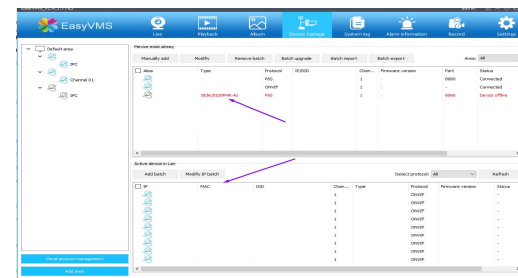 EasyVMS
Live
Playback
Album
Device manage
System log
Alarm information
Record
Settings
Default area
IPC
Channel 01
IPC
Device exist already
Manually add Modify Remove batch Batch upgrade Batch import Batch export Area: All
Alias Type Protocol IP/DID Chan... Firmware version Port Status
P6S 1 6060 Connected
ONVIF 1 - Connected
P6S 1 6060 Device offline
Active device in Lan
Add batch Modify IP batch Detect protocol: All Refresh
IP MAC DID Chan... Type Protocol Firmware version Status
1 ONVIF -
1 ONVIF -
1 ONVIF -
1 ONVIF -
1 ONVIF -
1 ONVIF -
1 ONVIF -
1 ONVIF -
1 ONVIF -
Cloud account management
Add area